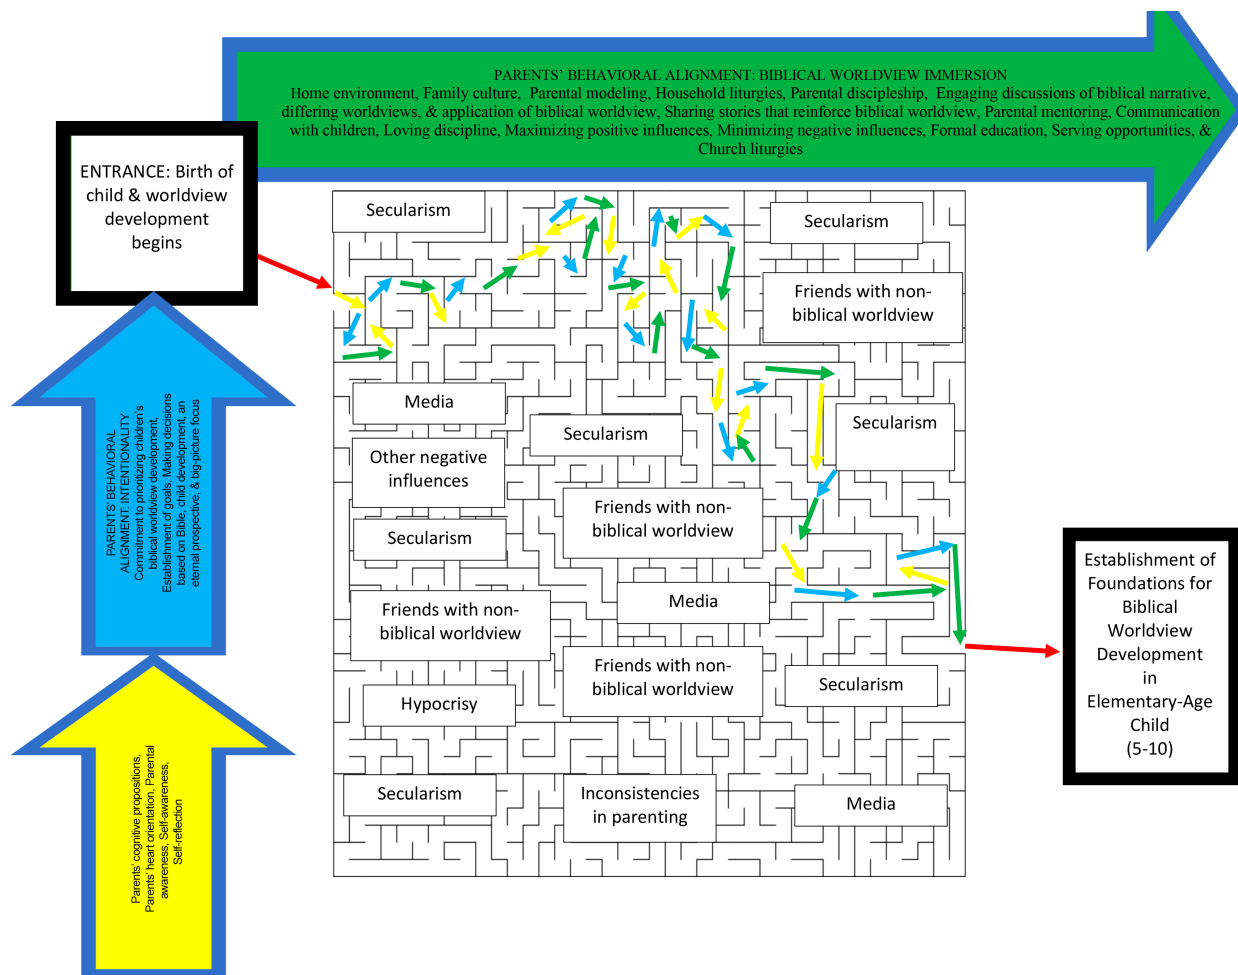 PARENTS' BEHAVIORAL ALIGNMENT: BIBLICAL WORLDVIEW IMMERSION
Home environment, Family culture, Parental modeling, Household liturgies, Parental discipleship, Engaging discussions of biblical narrative,
differing worldviews, & application of biblical worldview, Sharing stories that reinforce biblical worldview, Parental mentoring, Communication
with children, Loving discipline, Maximizing positive influences, Minimizing negative influences, Formal education, Serving opportunities, &
Church liturgies
ENTRANCE: Birth of
child & worldview
development
begins
PARENTS' BEHAVIORAL
ALIGNMENT: INTENTIONALITY
Commitment to prioritizing children's
biblical worldview development,
Establishment of goals, Making decisions
based on Bible, child development, an
eternal prospective, & big-picture focus
Parents' cognitive propositions,
Parents' heart orientation, Parental
awareness, Self-awareness,
Self-reflection
Secularism
Secularism
Friends with non-
biblical worldview
Media
Secularism
Secularism
Other negative
influences
Friends with non-
biblical worldview
Secularism
Media
Friends with non-
biblical worldview
Friends with non-
biblical worldview
Secularism
Hypocrisy
Secularism
Inconsistencies
in parenting
Media
Establishment of
Foundations for
Biblical
Worldview
Development
in
Elementary-Age
Child
(5-10)